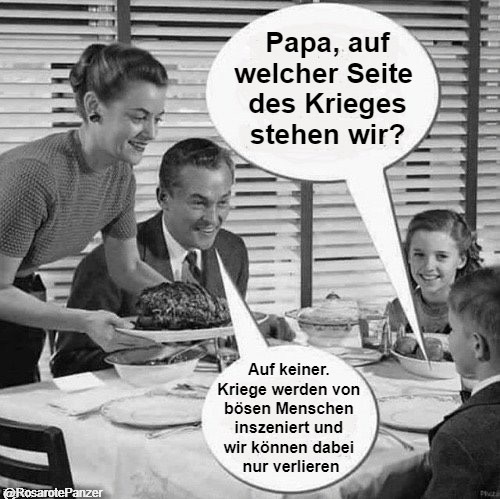 Papa, auf
welcher Seite
des Krieges
stehen wir?
Auf keiner.
Kriege werden von
bösen Menschen
inszeniert und
wir können dabei
nur verlieren
@RosarotePanzer